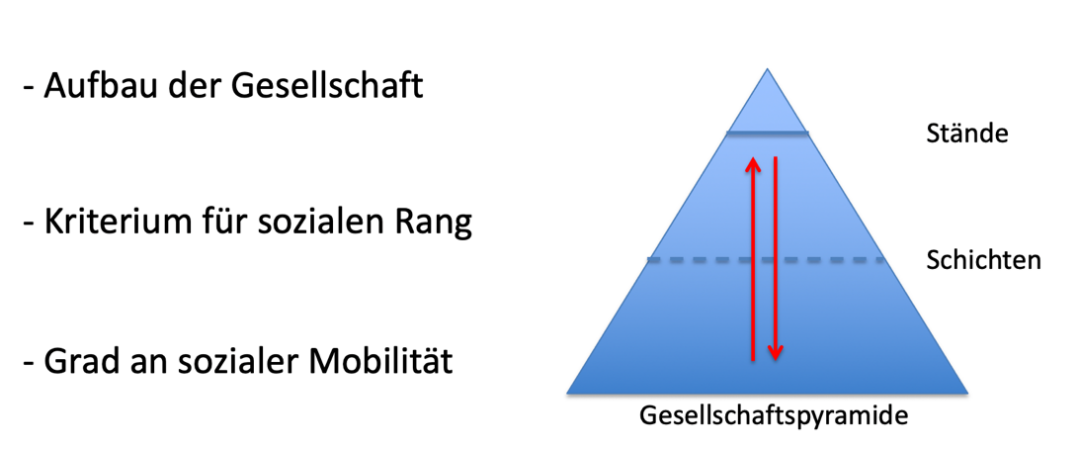 - Aufbau der Gesellschaft
- Kriterium für sozialen Rang
- Grad an sozialer Mobilität
Stände
Schichten
Gesellschaftspyramide